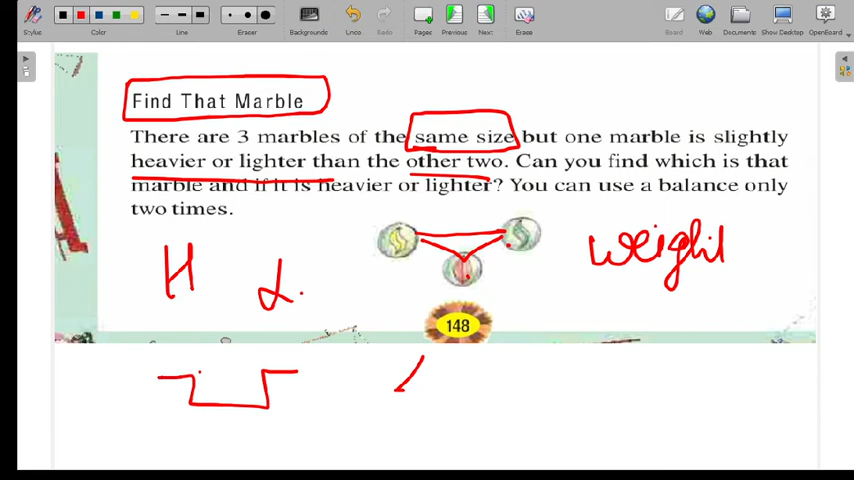 Stylus
Color
Line
Eraser
Backgrounds
Undo
Redo
Pages
Previous
Next
Erase
Board
Web
Documents
Show Desktop
OpenBoard
Find That Marble
There are 3 marbles of the same size but one marble is slightly
heavier or lighter than the other two. Can you find which is that
marble and if it is heavier or lighter? You can use a balance only
two times.
H
L
weight
148